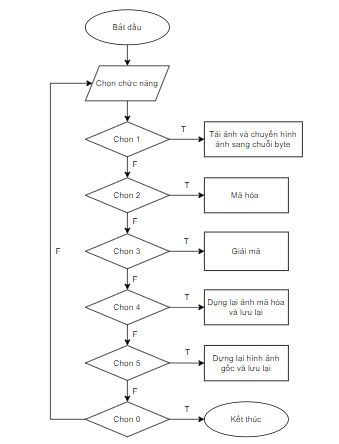 Bắt đầu
Chọn chức năng
Chọn 1
T
Tải ảnh và chuyển hình
ảnh sang chuỗi byte
F
Chọn 2
T
Mã hóa
F
Chọn 3
T
Giải mã
F
F
Chọn 4
T
Dựng lại ảnh mã hóa
và lưu lại
F
Chọn 5
T
Dựng lại hình ảnh
gốc và lưu lại
F
Chọn 0
T
Kết thúc